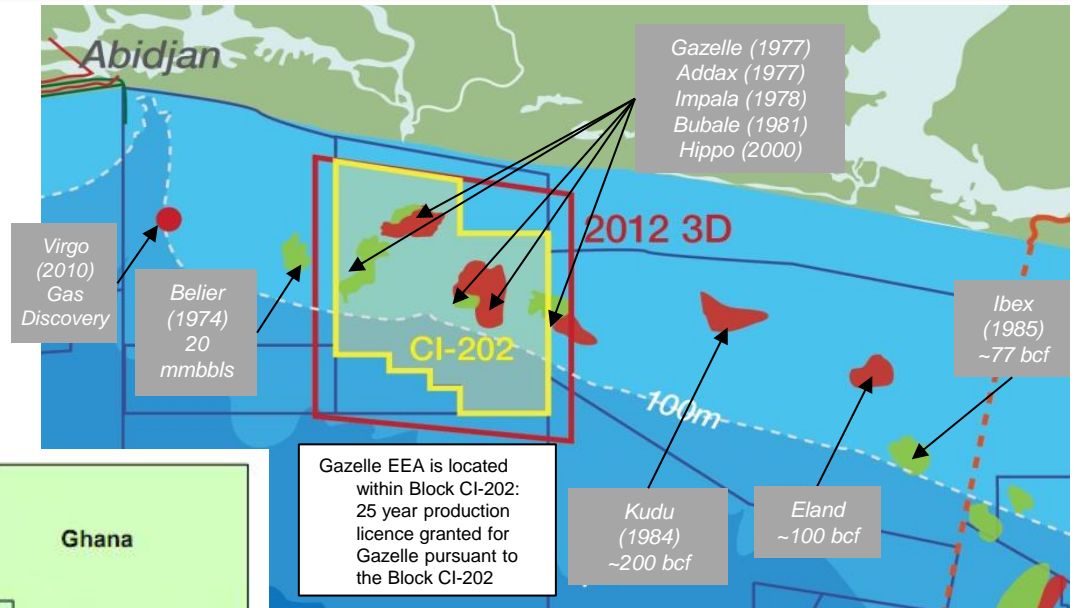 Abidjan
Gazelle (1977)
Addax (1977)
Impala (1978)
Bubale (1981)
Hippo (2000)
2012 3D
Virgo
(2010)
Gas
Discovery
Belier
(1974)
20
mmbbls
Ibex
(1985)
~77 bcf
CI-202
100m
Gazelle EEA is located
within Block CI-202:
25 year production
licence granted for
Gazelle pursuant to
the Block CI-202
Kudu
(1984)
~200 bcf
Eland
~100 bcf
Ghana